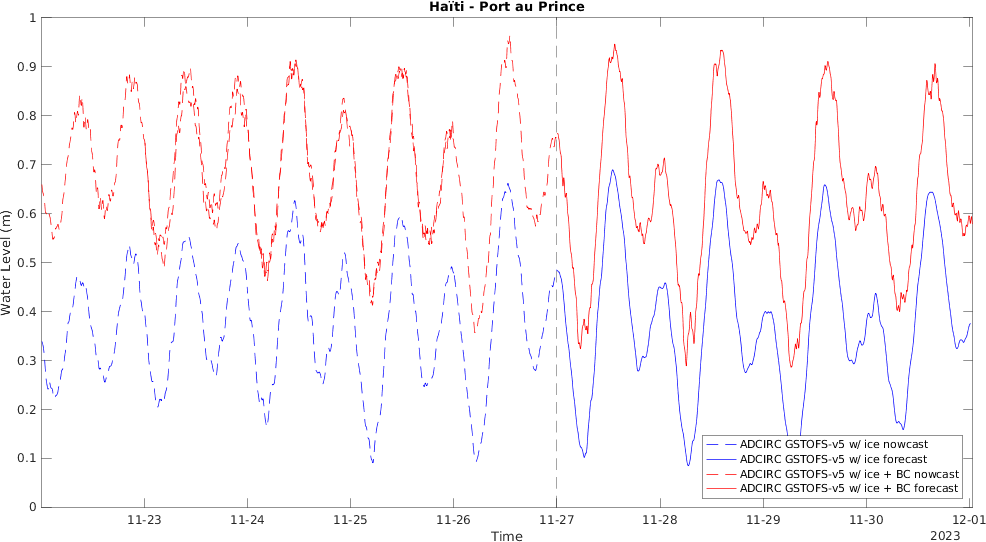 Haïti - Port au Prince
1
0.9
0.8
0.7
0.6
0.5
0.4
0.3
0.2
0.1
0
Water Level (m)
ADCIRC GSTOFS-v5 w/ ice nowcast
ADCIRC GSTOFS-v5 w/ ice forecast
ADCIRC GSTOFS-v5 w/ ice + BC nowcast
ADCIRC GSTOFS-v5 w/ ice + BC forecast
11-23 11-24 11-25 11-26 11-27 11-28 11-29 11-30 12-01
Time
2023